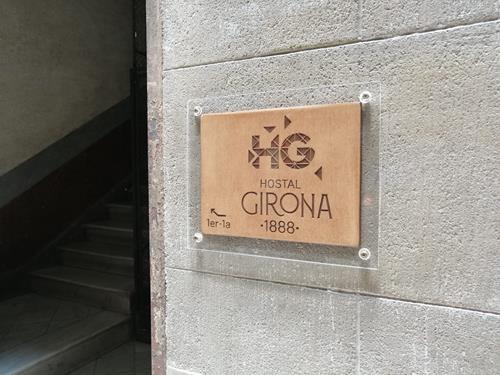 HG
HOSTAL
GIRONA
1er-1a
·1888·